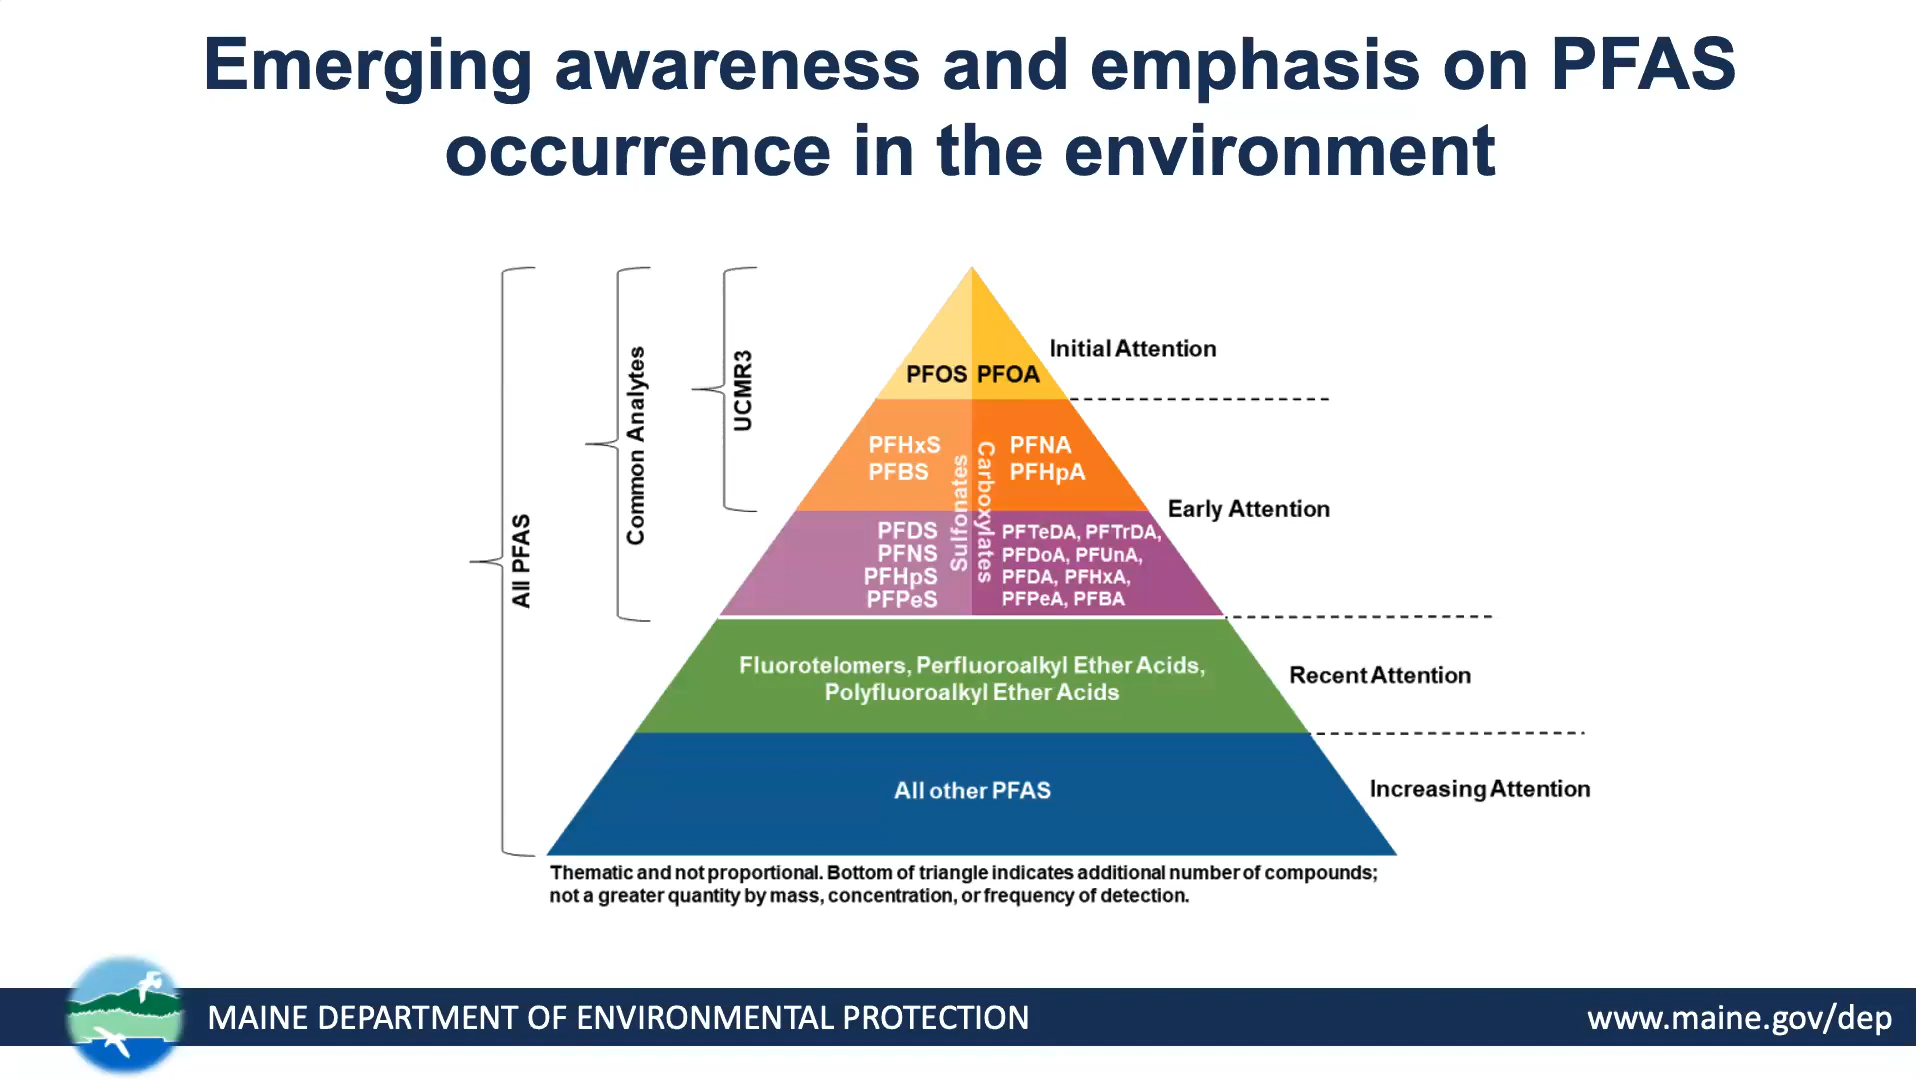 Emerging awareness and emphasis on PFAS
occurrence in the environment
All PFAS
Common Analytes
UCMR3
PFOS PFOA
Initial Attention
PFHxS
PFBS
Sulfonates
Carboxylates
PFNA
PFHpA
Early Attention
PFDS
PFNS
PFHpS
PFPeS
PFTeDA, PFTrDA,
PFDoA, PFUnA,
PFDA, PFHxA,
PFPeA, PFBA
Fluorotelomers, Perfluoroalkyl Ether Acids,
Polyfluoroalkyl Ether Acids
Recent Attention
All other PFAS
Increasing Attention
Thematic and not proportional. Bottom of triangle indicates additional number of compounds;
not a greater quantity by mass, concentration, or frequency of detection.
MAINE DEPARTMENT OF ENVIRONMENTAL PROTECTION
www.maine.gov/dep